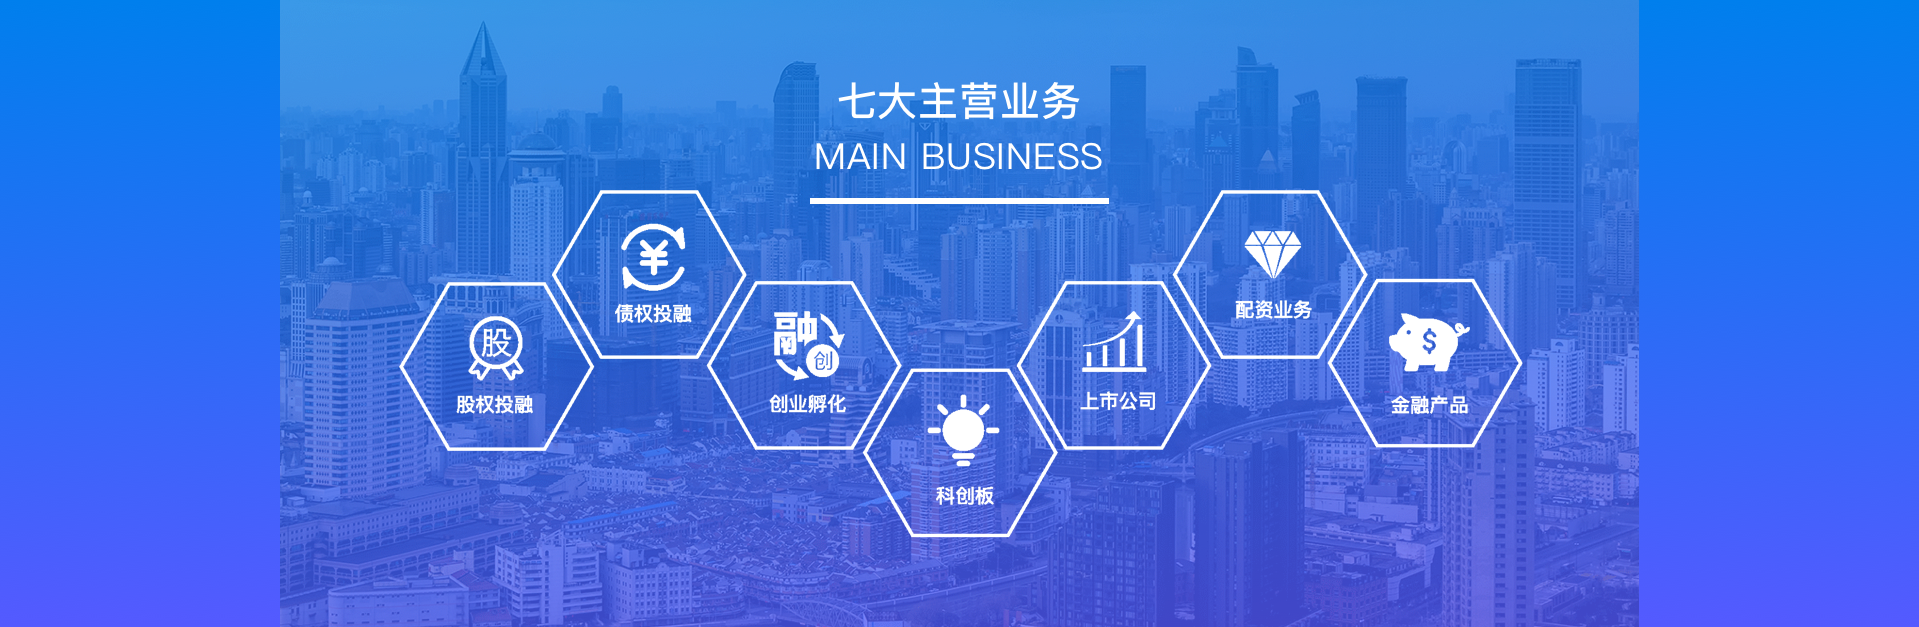 七大主营业务
MAIN BUSINESS
股
股权投融
债权投融
融
创
创业孵化
科创板
上市公司
配资业务
$
金融产品